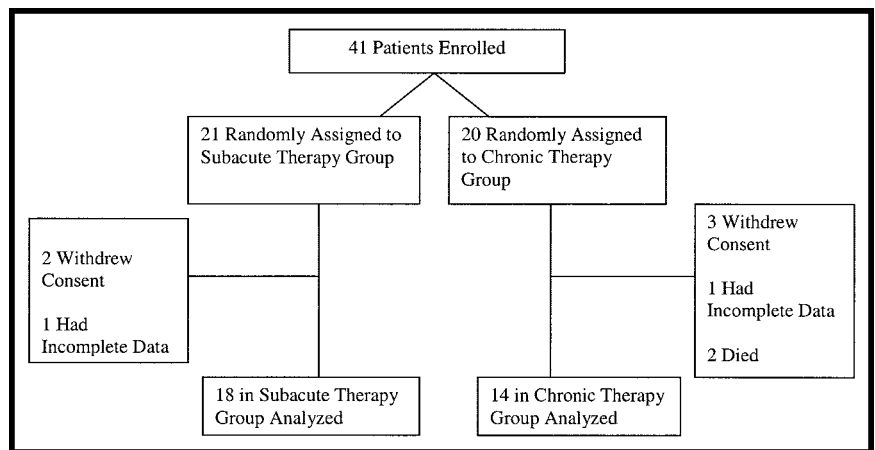 41 Patients Enrolled
21 Randomly Assigned to
Subacute Therapy Group
20 Randomly Assigned
to Chronic Therapy
Group
2 Withdrew
Consent
1 Had
Incomplete Data
3 Withdrew
Consent
1 Had
Incomplete Data
2 Died
18 in Subacute Therapy
Group Analyzed
14 in Chronic Therapy
Group Analyzed